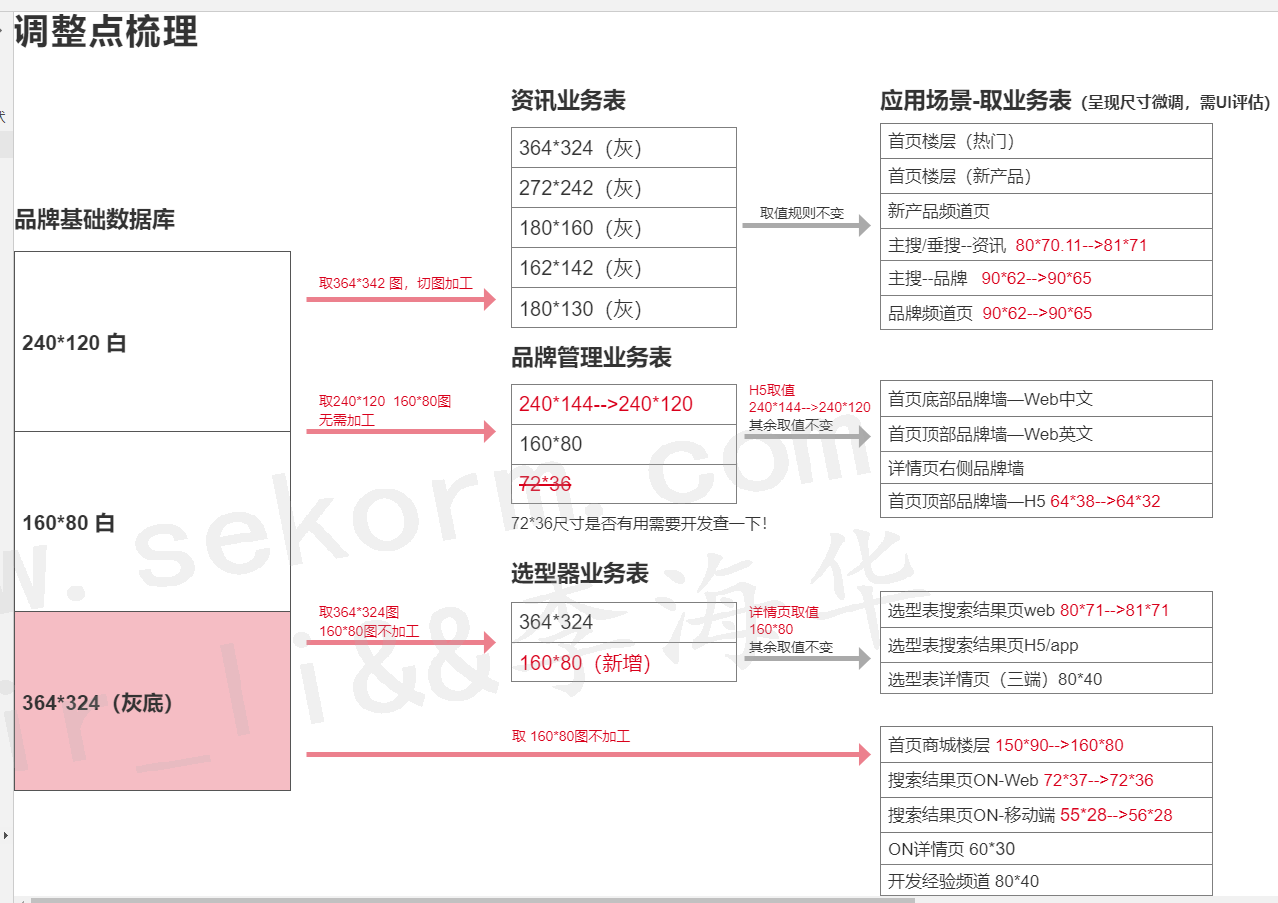 调整点梳理
资讯业务表
364*324（灰）
272*242（灰）
180*160（灰）
162*142（灰）
180*130（灰）
应用场景-取业务表（呈现尺寸微调，需UI评估）
首页楼层（热门）
首页楼层（新产品）
新产品频道页
主搜/垂搜--资讯 80*70.11-->81*71
主搜--品牌 90*62-->90*65
品牌频道页 90*62-->90*65
取值规则不变
品牌基础数据库
240*120 白
160*80 白
364*324（灰底）
取364*342 图，切图加工
取240*120 160*80图
无需加工
品牌管理业务表
240*144-->240*120
160*80
72*36
72*36尺寸是否有用需要开发查一下！
H5取值
240*144-->240*120
其余取值不变
首页底部品牌墙—Web中文
首页顶部品牌墙—Web英文
详情页右侧品牌墙
首页顶部品牌墙—H5 64*38-->64*32
取364*324图
160*80图不加工
选型器业务表
364*324
160*80（新增）
详情页取值
160*80
其余取值不变
选型表搜索结果页web 80*71-->81*71
选型表搜索结果页H5/app
选型表详情页（三端）80*40
取 160*80图不加工
首页商城楼层 150*90-->160*80
搜索结果页ON-Web 72*37-->72*36
搜索结果页ON-移动端 55*28-->56*28
ON详情页 60*30
开发经验频道 80*40
w.sekorm.com
ir_li&&李海华